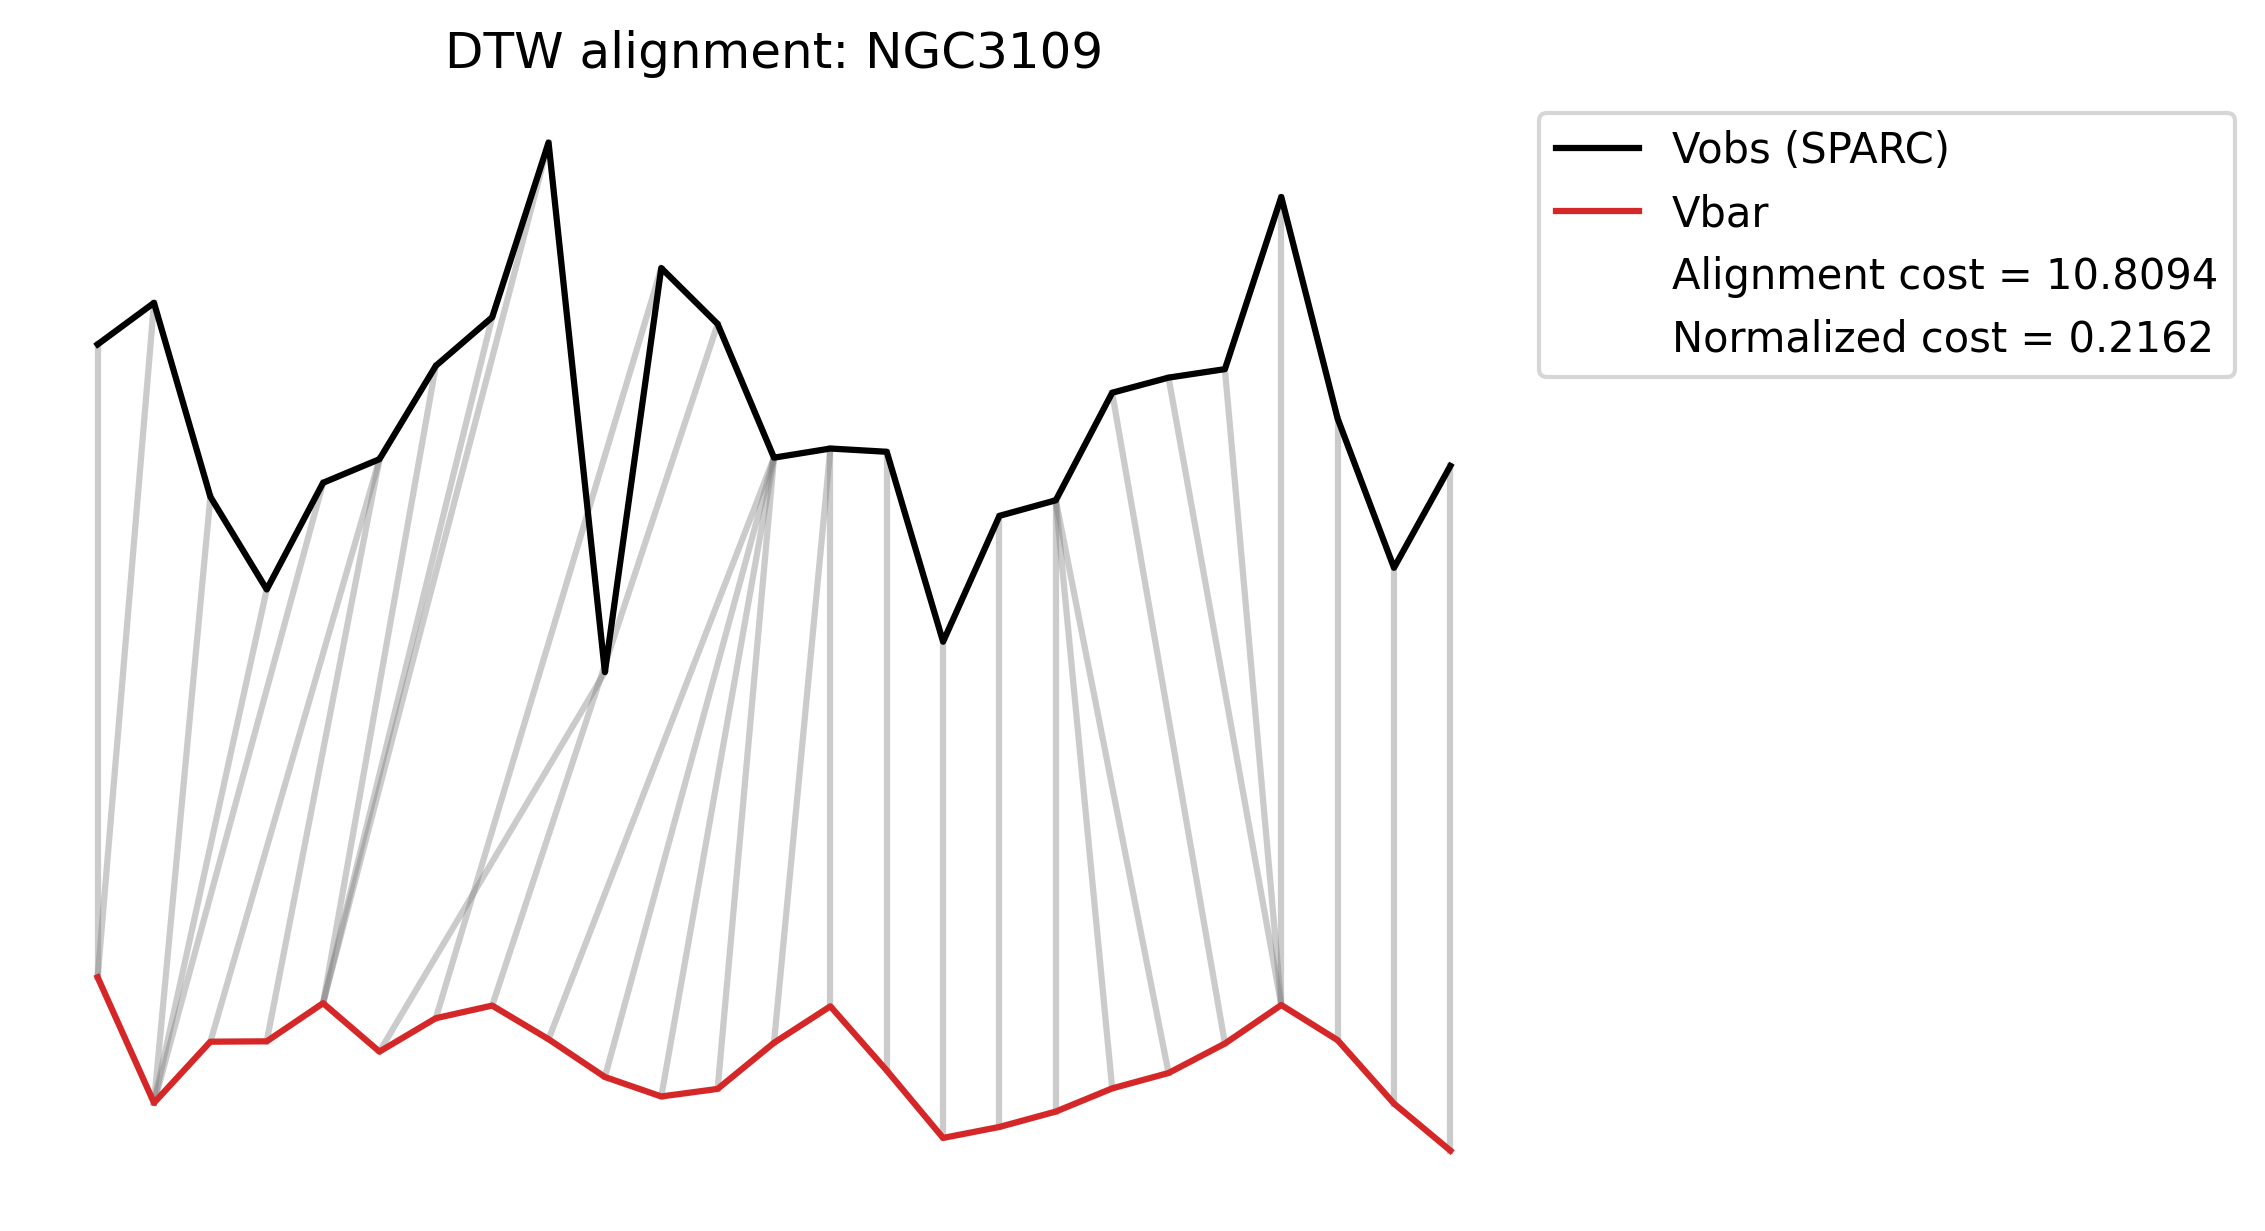 DTW alignment: NGC3109
Vobs (SPARC)
Vbar
Alignment cost = 10.8094
Normalized cost = 0.2162